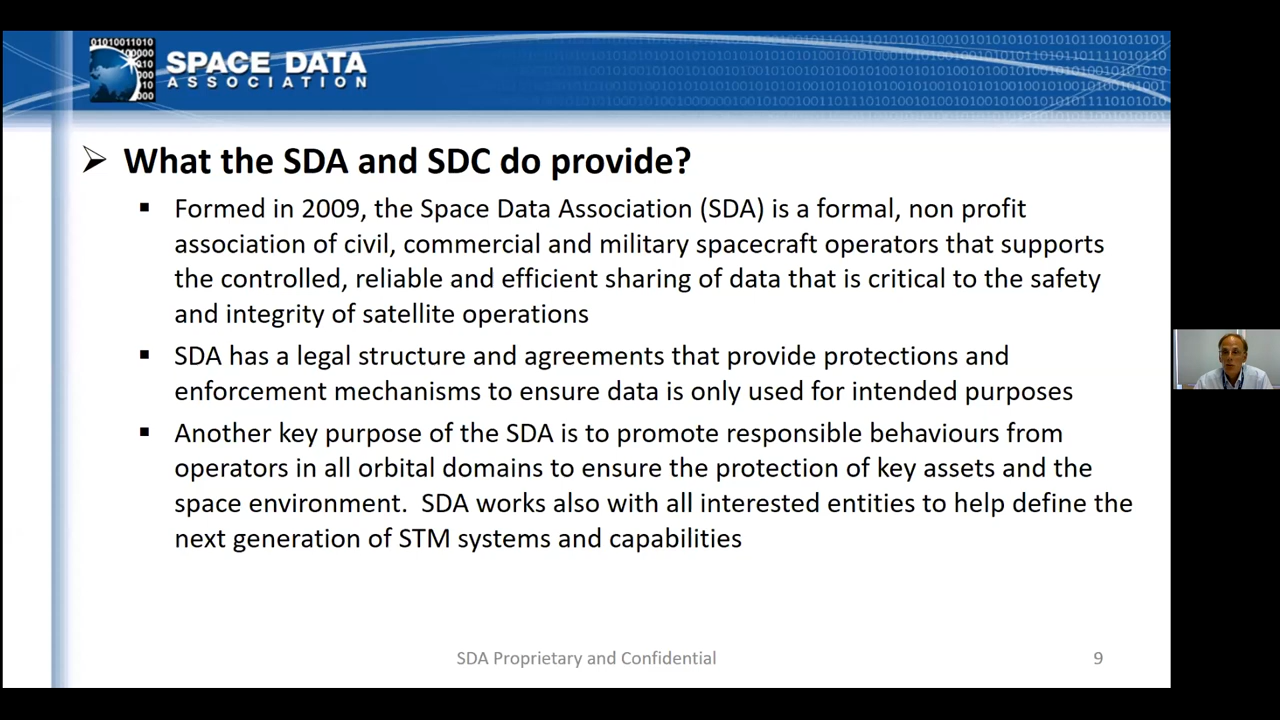 SPACE DATA
ASSOCIATION
What the SDA and SDC do provide?
Formed in 2009, the Space Data Association (SDA) is a formal, non profit
association of civil, commercial and military spacecraft operators that supports
the controlled, reliable and efficient sharing of data that is critical to the safety
and integrity of satellite operations
SDA has a legal structure and agreements that provide protections and
enforcement mechanisms to ensure data is only used for intended purposes
Another key purpose of the SDA is to promote responsible behaviours from
operators in all orbital domains to ensure the protection of key assets and the
space environment.  SDA works also with all interested entities to help define the
next generation of STM systems and capabilities
SDA Proprietary and Confidential
9